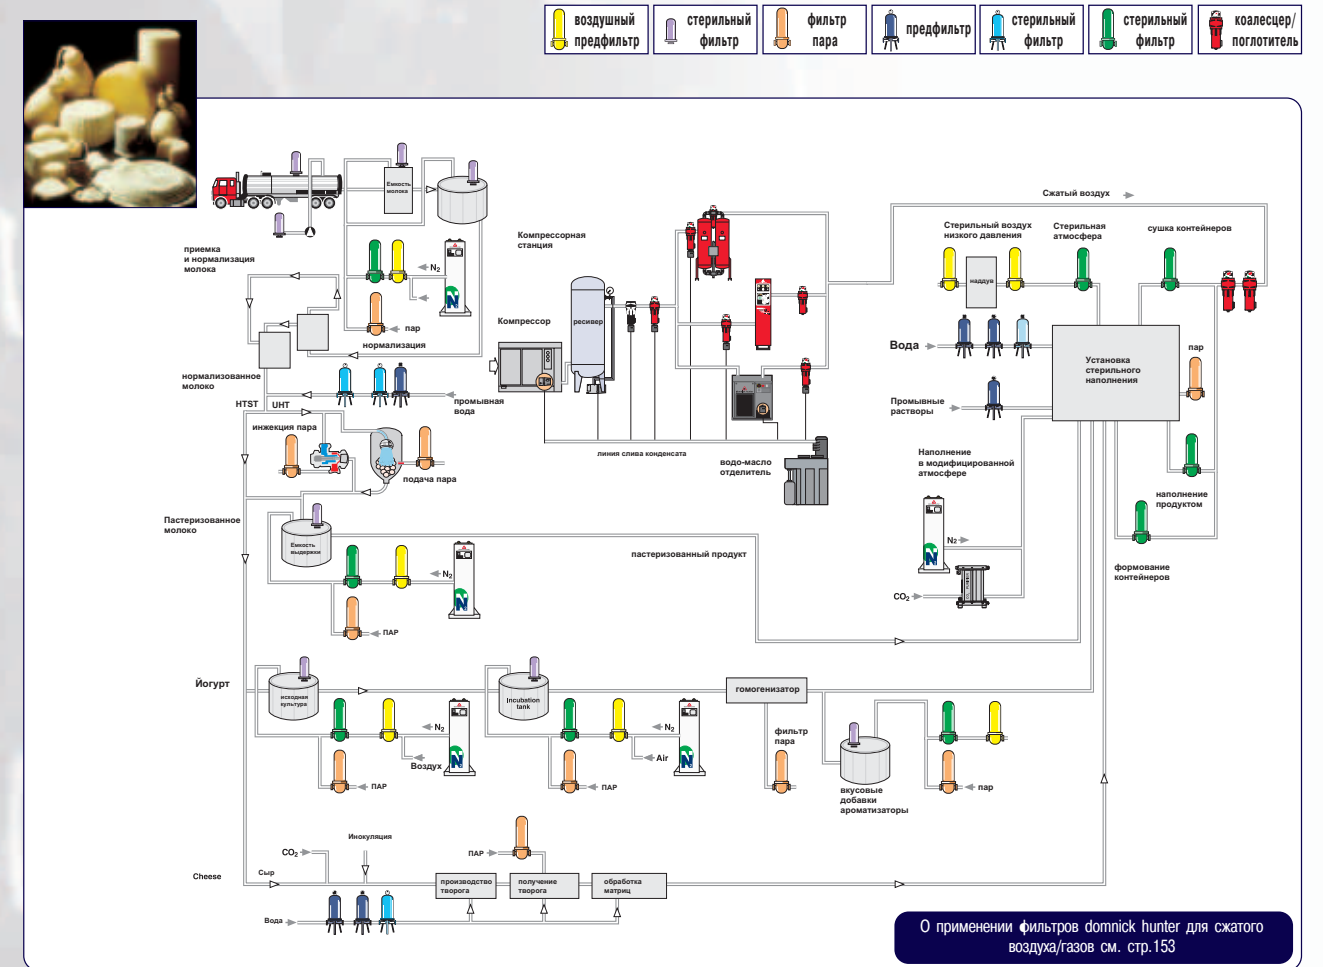 воздушный
предфильтр
стерильный
фильтр
фильтр
пара
предфильтр
стерильный
фильтр
стерильный
фильтр
коалесцер/
поглотитель
Емкость
молока
приемка
и нормализация
молока
N2
N
пар
нормализация
нормализованное
молоко
HTST
UHT
промывная
вода
инжекция пара
подача пара
Компрессорная
станция
Компрессор
ресивер
линия слива конденсата
водо-масло
отделитель
Сжатый воздух
Стерильный воздух
низкого давления
Стерильная
атмосфера
сушка контейнеров
наддув
Вода
Установка
стерильного
наполнения
пар
Промывные
растворы
Наполнение
в модифицированной
атмосфере
N2
N
CO2
наполнение
продуктом
формование
контейнеров
Пастеризованное
молоко
Емкость
выдержки
N2
N
ПАР
пастеризованный продукт
Йогурт
исходная
культура
N2
N
Воздух
ПАР
Incubation
tank
N2
N
Air
ПАР
гомогенизатор
фильтр
пара
вкусовые
добавки
ароматизаторы
пар
Cheese
Сыр
CO2
Инокуляция
ПАР
производство
творога
получение
творога
обработка
матриц
Вода
О применении фильтров domnick hunter для сжатого
воздуха/газов см. стр.153